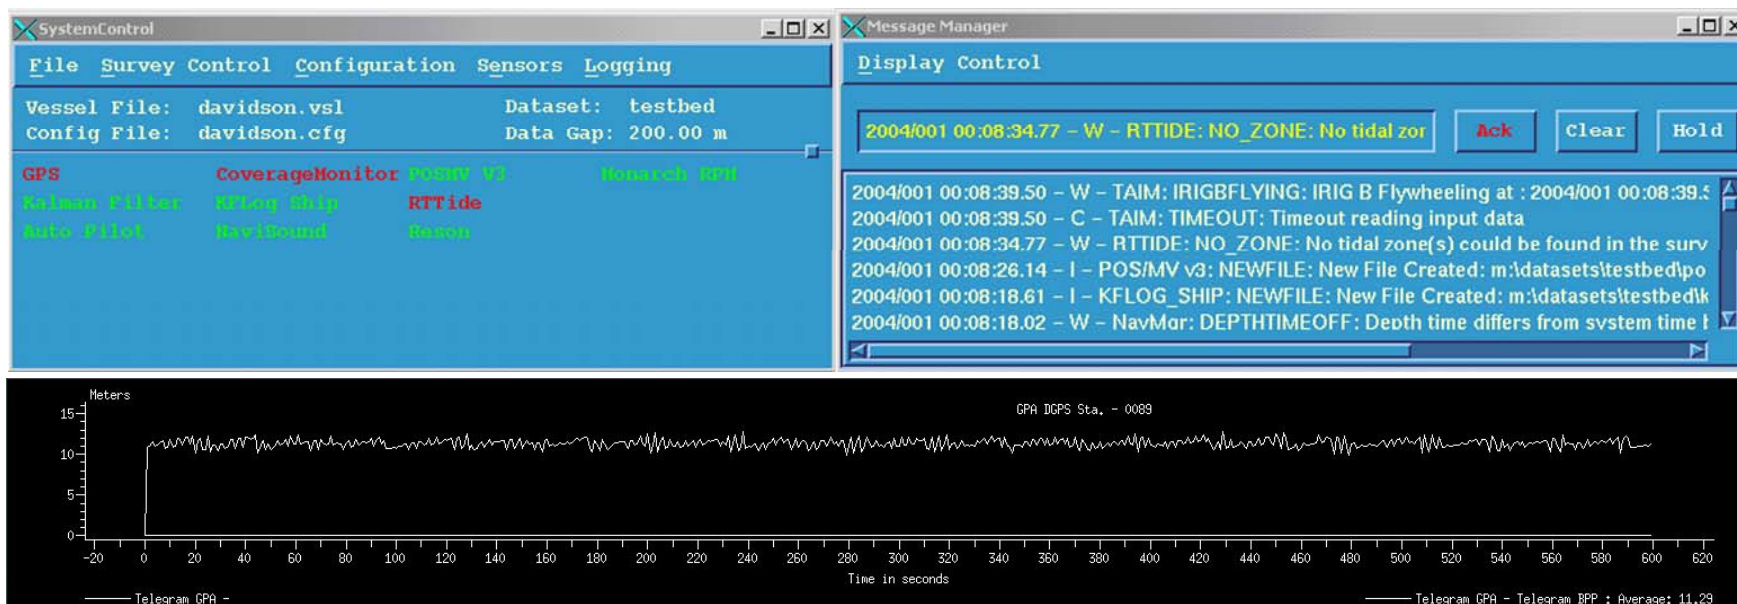 SystemControl
File Survey Control Configuration Sensors Logging
Vessel File: davidson.vsl Dataset: testbed
Config File: davidson.cfg Data Gap: 200.00 m
GPS CoverageMonitor POSMV V3 Monarch RPM
Kalman Filter KFLog Ship RTTide
Auto Pilot NaviSound Reson
Message Manager
Display Control
2004/001 00:08:34.77 - W - RTTIDE: NO_ZONE: No tidal zor Ack Clear Hold
2004/001 00:08:39.50 - W - TAIM: IRIGBFLYING: IRIG B Flywheeling at : 2004/001 00:08:39.5
2004/001 00:08:39.50 - C - TAIM: TIMEOUT: Timeout reading input data
2004/001 00:08:34.77 - W - RTTIDE: NO_ZONE: No tidal zone(s) could be found in the surv
2004/001 00:08:26.14 - I - POS/MV v3: NEWFILE: New File Created: m:\datasets\testbed\po
2004/001 00:08:18.61 - I - KFLOG_SHIP: NEWFILE: New File Created: m:\datasets\testbed\k
2004/001 00:08:18.02 - W - NavMgr: DEPTHTIMEOFF: Depth time differs from system time
Meters
GPA DGPS Sta. - 0089
15
10
5
0
-20 0 20 40 60 80 100 120 140 160 180 200 220 240 260 280 300 320 340 360 380 400 420 440 460 480 500 520 540 560 580 600 620
Time in seconds
Telegram GPA - Telegram GPA - Telegram BPP : Average: 11.29